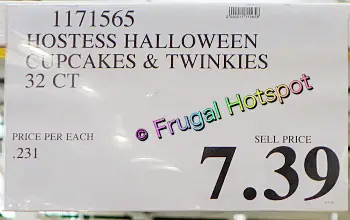 1171565
HOSTESS HALLOWEEN
CUPCAKES & TWINKIES
32 CT
© Frugal Hotspot
PRICE PER EACH
.231
SELL PRICE
7.39